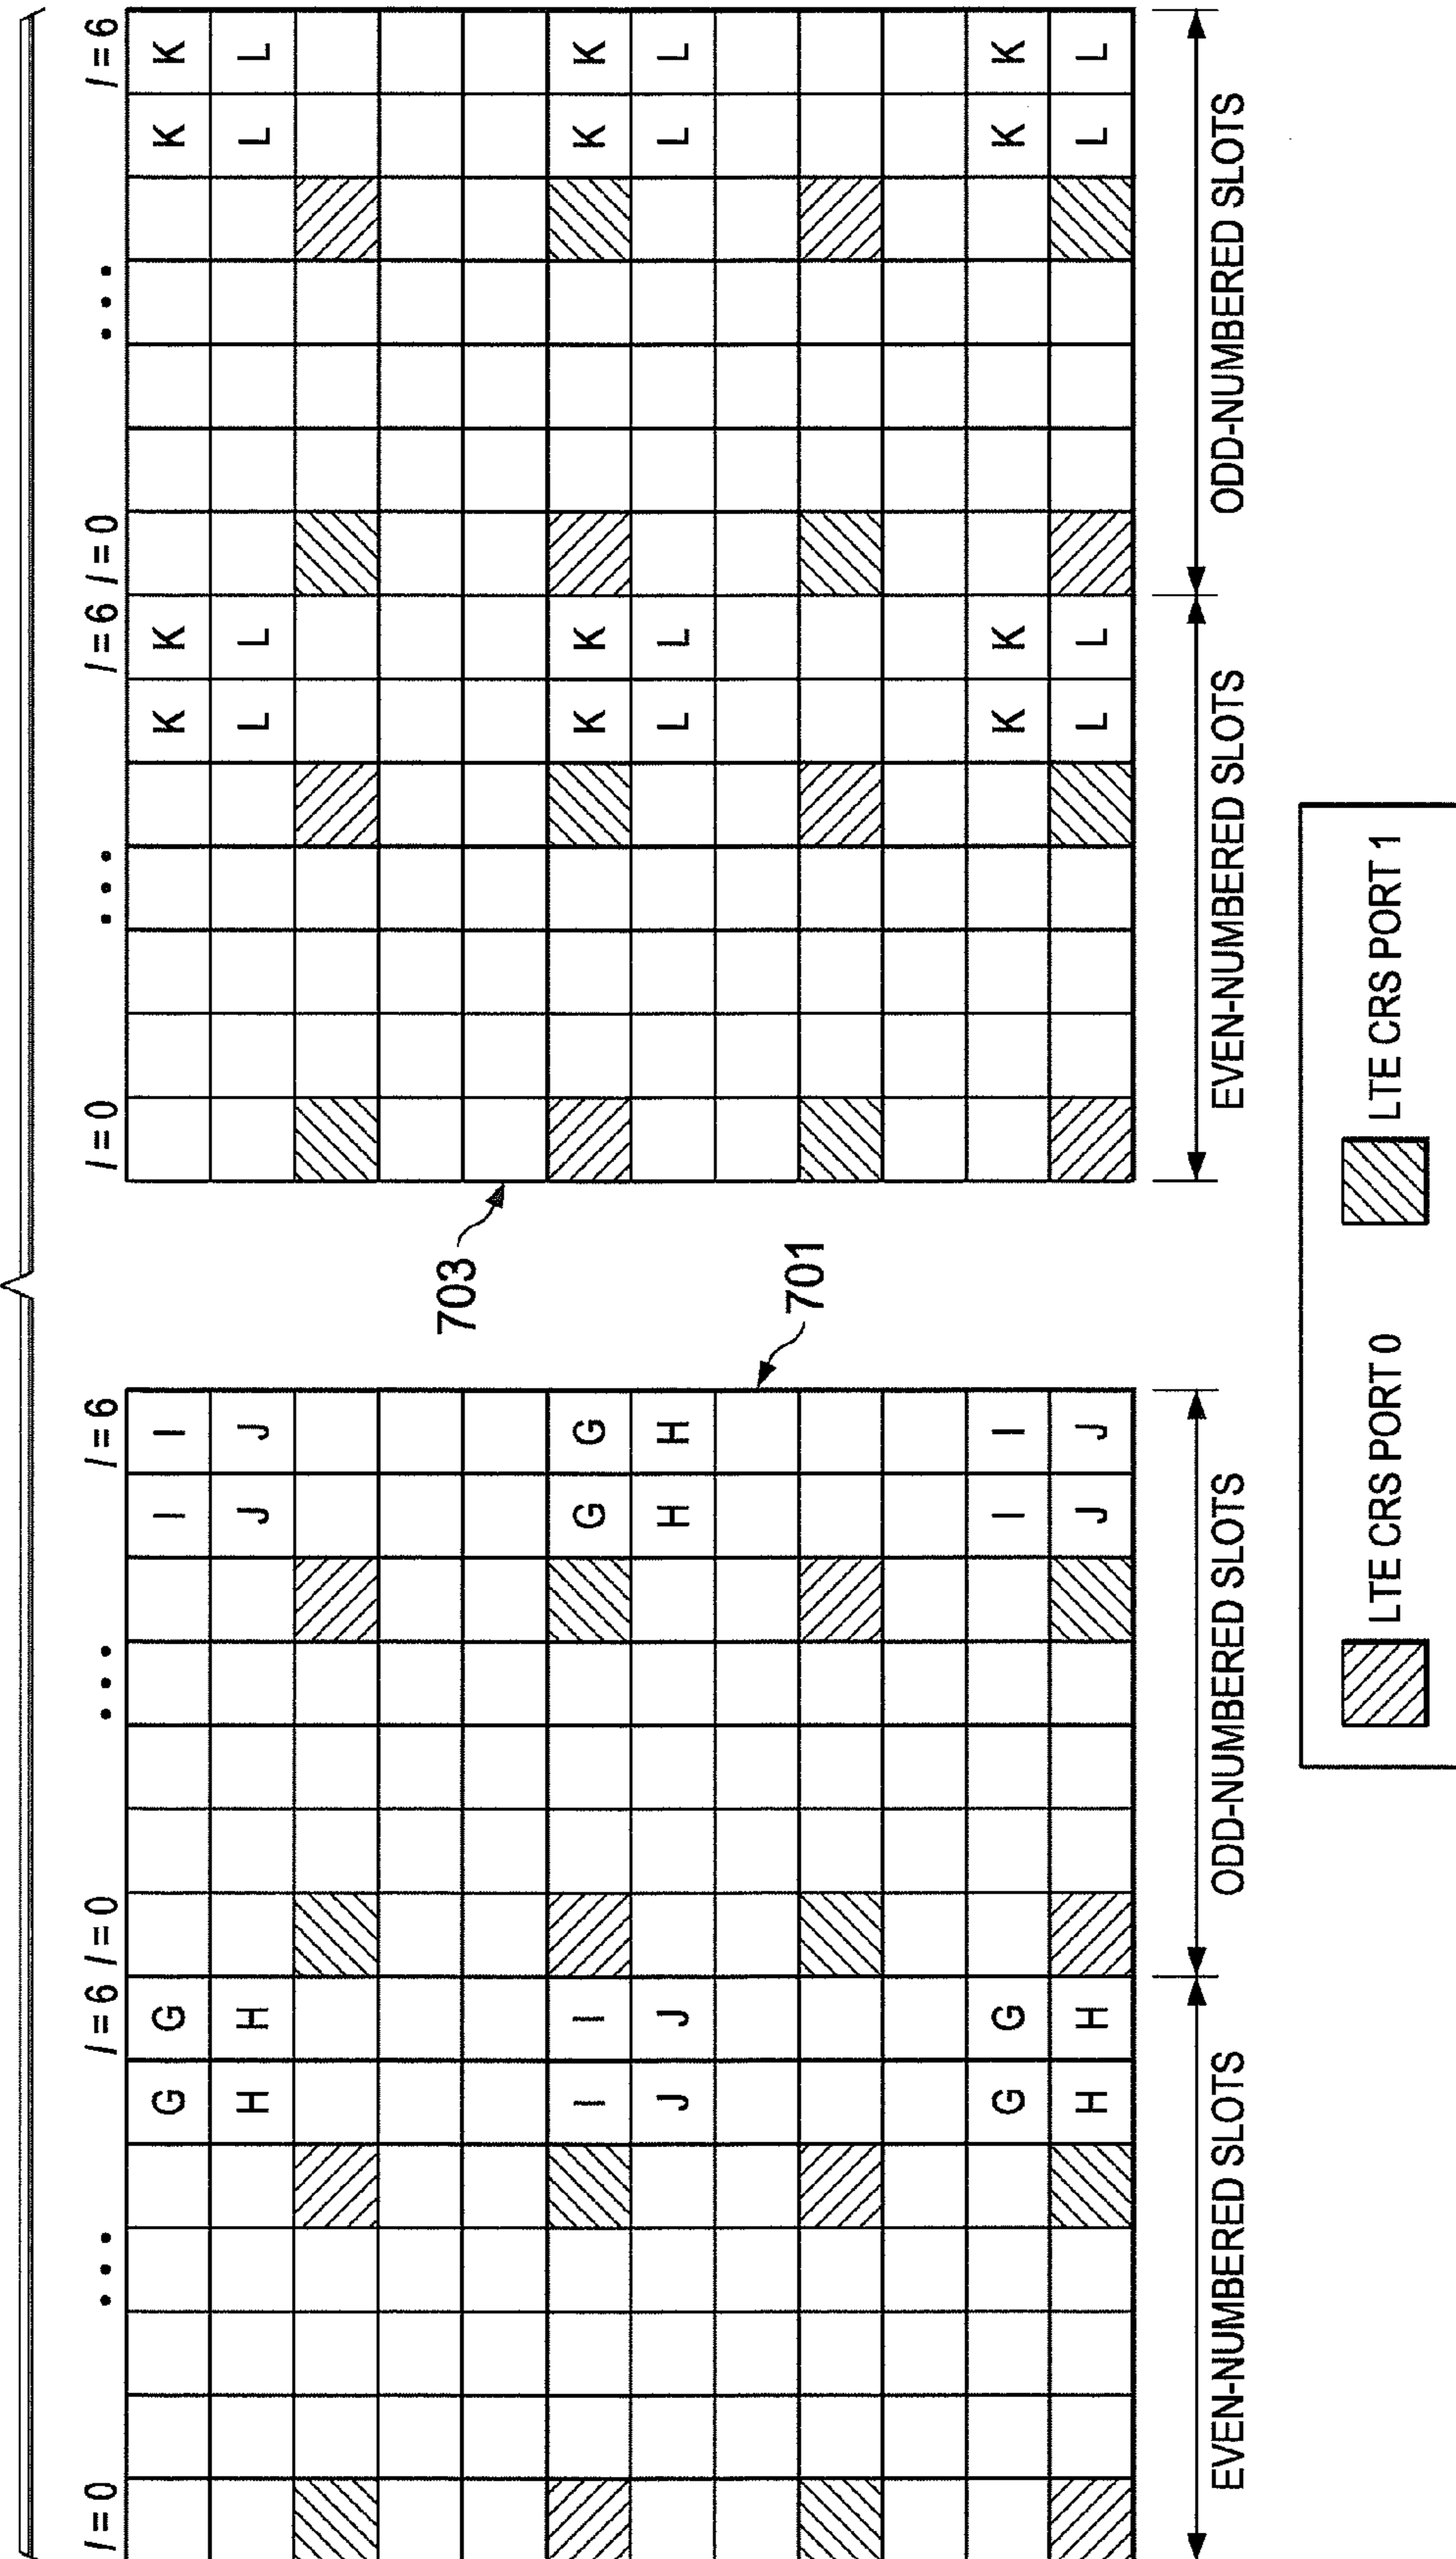 l = 0 ... l = 6 l = 0 ... l = 6 l = 0 ... l = 6 l = 0 ... l = 6
G G I I K K K K
H H J J L L L L
703
I I G G K K K K
J J H H L L L L
701
G G I I K K K K
H H J J L L L L
EVEN-NUMBERED SLOTS ODD-NUMBERED SLOTS EVEN-NUMBERED SLOTS ODD-NUMBERED SLOTS
LTE CRS PORT 0 LTE CRS PORT 1